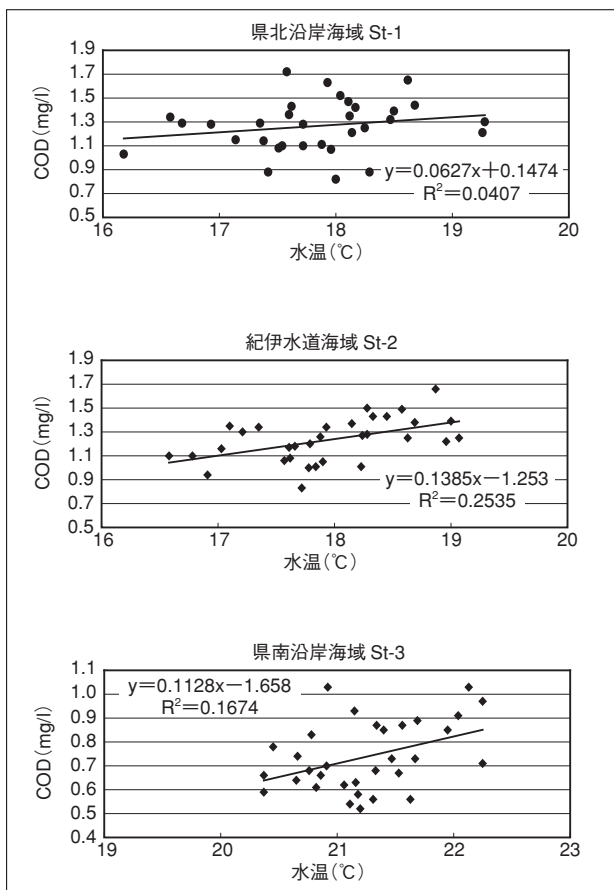 県北沿岸海域 St-1
COD(mg/l)
1.9
1.7
1.5
1.3
1.1
0.9
0.7
0.5
y=0.0627x+0.1474
R²=0.0407
16 17 18 19 20
水温(℃)
紀伊水道海域 St-2
COD(mg/l)
1.9
1.7
1.5
1.3
1.1
0.9
0.7
0.5
y=0.1385x−1.253
R²=0.2535
16 17 18 19 20
水温(℃)
県南沿岸海域 St-3
COD(mg/l)
1.1
1.0
0.9
0.8
0.7
0.6
0.5
0.4
y=0.1128x−1.658
R²=0.1674
19 20 21 22 23
水温(℃)